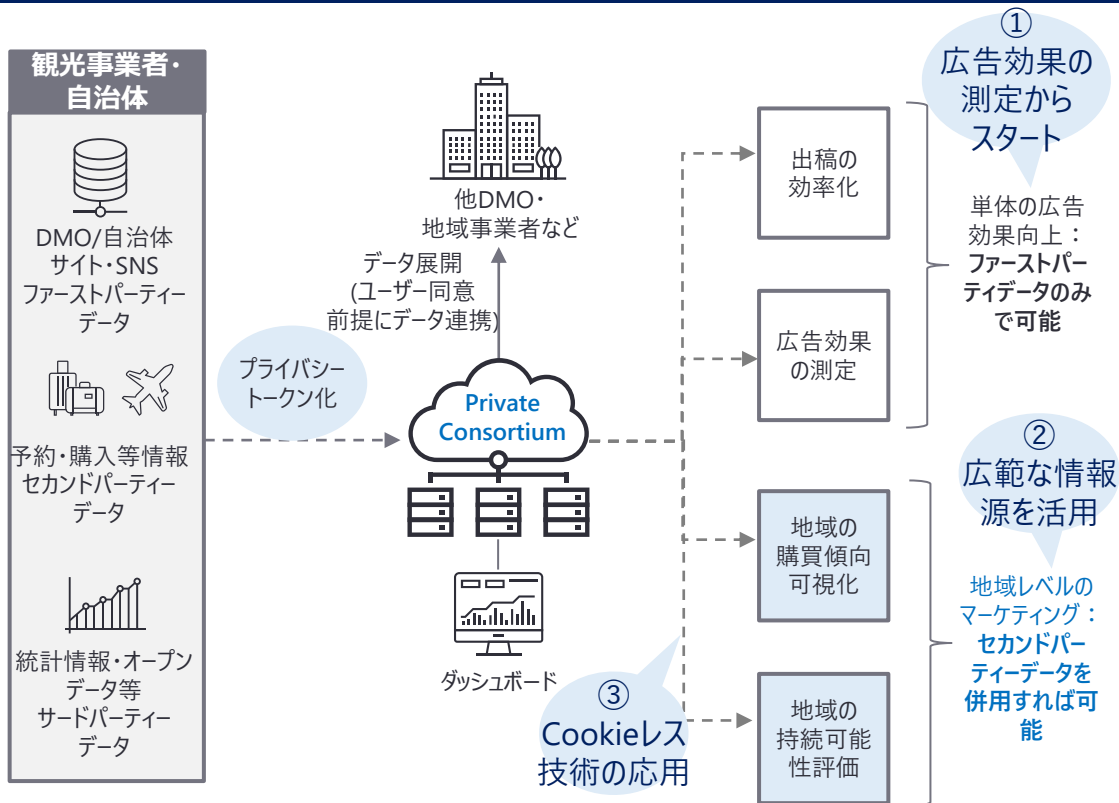 観光事業者・
自治体
DMO/自治体
サイト・SNS
ファーストパーティー
データ
予約・購入等情報
セカンドパーティー
データ
統計情報・オープン
データ等
サードパーティー
データ
プライバシー
トークン化
他DMO・
地域事業者など
データ展開
(ユーザー同意
前提にデータ連携)
Private
Consortium
ダッシュボード
出稿の
効率化
広告効果
の測定
地域の
購買傾向
可視化
地域の
持続可能
性評価
①
広告効果の
測定から
スタート
単体の広告
効果向上：
ファーストパー
ティデータのみ
で可能
②
広範な情報
源を活用
地域レベルの
マーケティング：
セカンドパー
ティーデータを
併用すれば可
能
③
Cookieレス
技術の応用